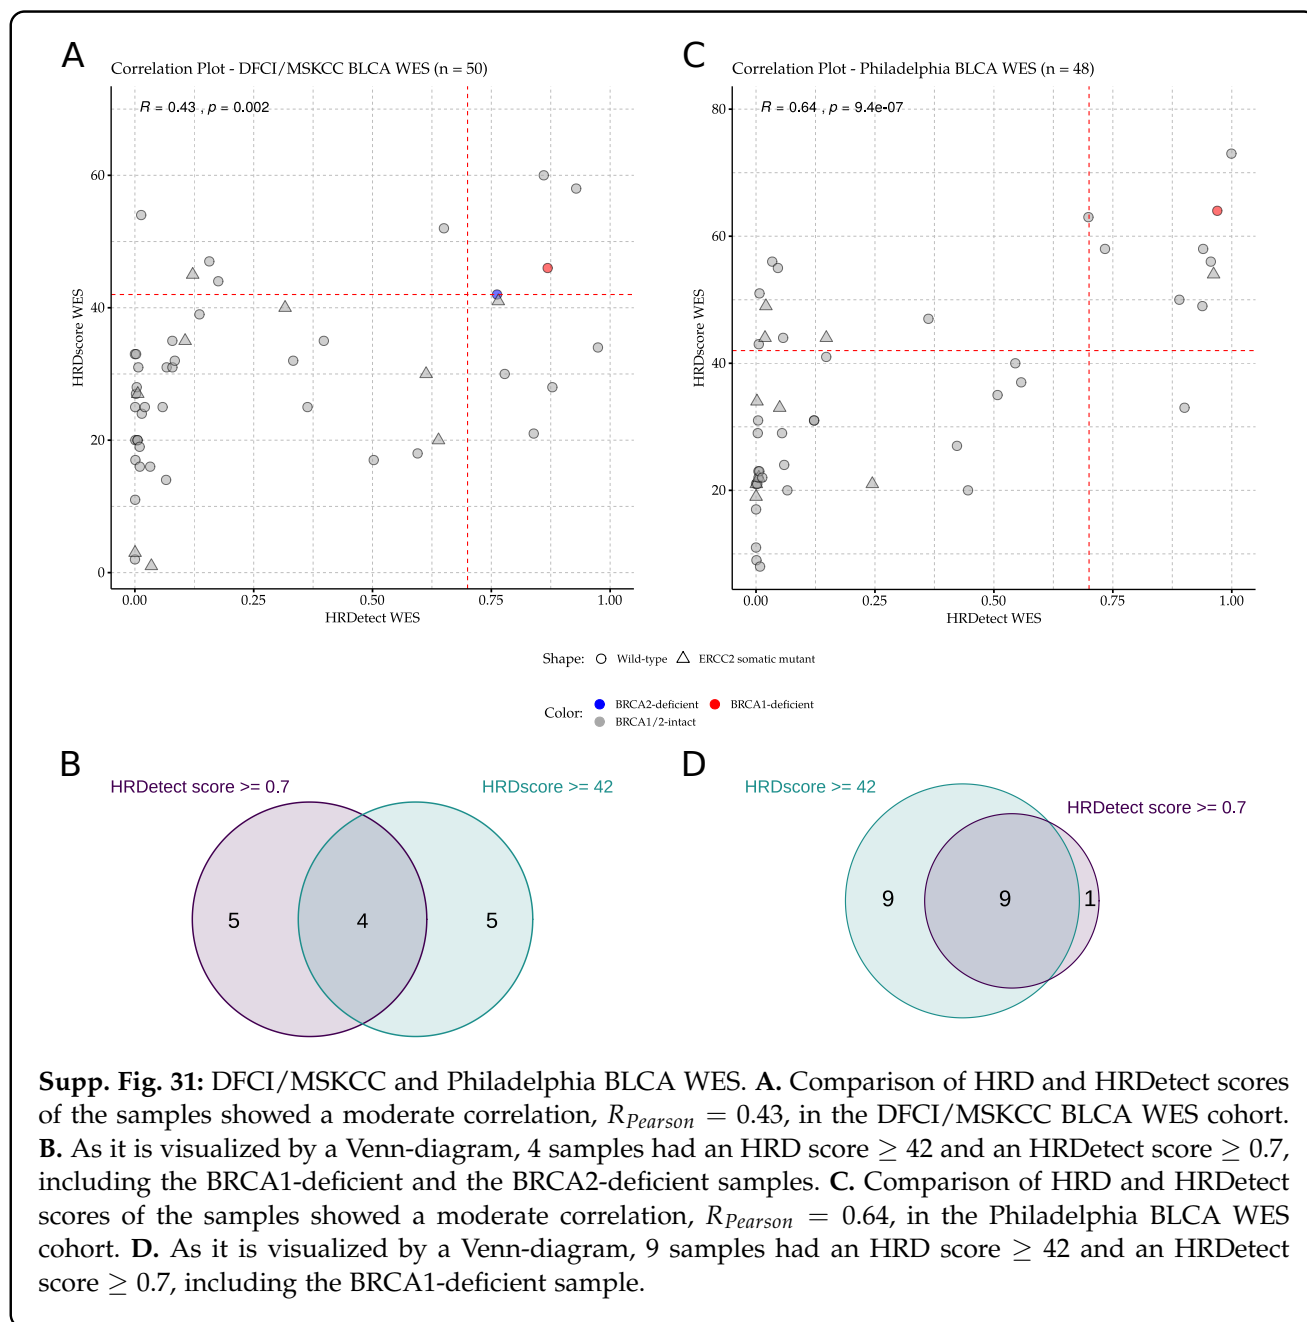 A
Correlation Plot - DFCI/MSKCC BLCA WES (n = 50)
R = 0.43 , p = 0.002
60
40
20
0
HRDscore WES
0.00 0.25 0.50 0.75 1.00
HRDetect WES
C
Correlation Plot - Philadelphia BLCA WES (n = 48)
R = 0.64 , p = 9.4e-07
80
60
40
20
HRDscore WES
0.00 0.25 0.50 0.75 1.00
HRDetect WES
Shape: Wild-type ERCC2 somatic mutant
Color: BRCA2-deficient BRCA1-deficient
BRCA1/2-intact
B
HRDetect score >= 0.7 HRDscore >= 42
5 4 5
D
HRDscore >= 42
HRDetect score >= 0.7
9 9 1
Supp. Fig. 31: DFCI/MSKCC and Philadelphia BLCA WES. A. Comparison of HRD and HRDetect scores
of the samples showed a moderate correlation, R_Pearson = 0.43, in the DFCI/MSKCC BLCA WES cohort.
B. As it is visualized by a Venn-diagram, 4 samples had an HRD score ≥ 42 and an HRDetect score ≥ 0.7,
including the BRCA1-deficient and the BRCA2-deficient samples. C. Comparison of HRD and HRDetect
scores of the samples showed a moderate correlation, R_Pearson = 0.64, in the Philadelphia BLCA WES
cohort. D. As it is visualized by a Venn-diagram, 9 samples had an HRD score ≥ 42 and an HRDetect
score ≥ 0.7, including the BRCA1-deficient sample.